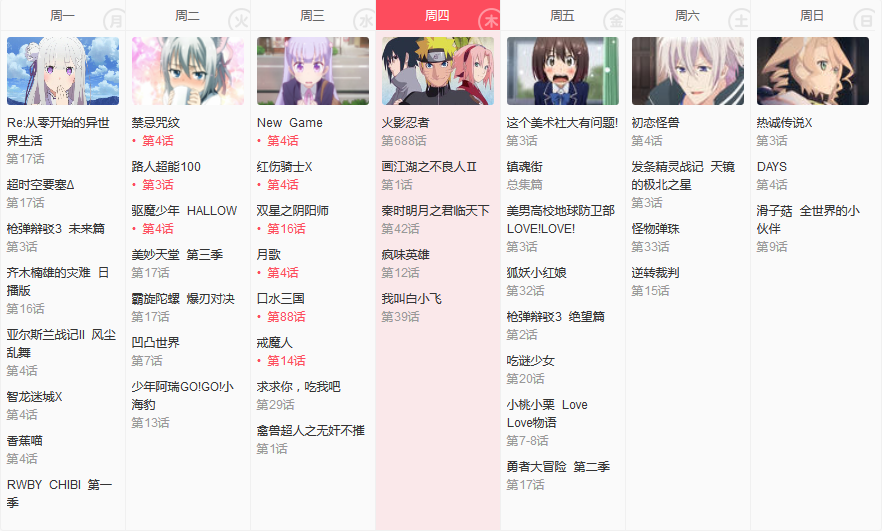 周一 月
Re:从零开始的异世
界生活
第17话
超时空要塞Δ
第17话
枪弹辩驳3 未来篇
第3话
齐木楠雄的灾难 日
播版
第16话
亚尔斯兰战记II 风尘
乱舞
第4话
智龙迷城X
第4话
香蕉喵
第4话
RWBY CHIBI 第一
季
周二 火
禁忌咒纹
• 第4话
路人超能100
• 第3话
驱魔少年 HALLOW
• 第4话
美妙天堂 第三季
第17话
霸旋陀螺 爆刃对决
第17话
凹凸世界
第7话
少年阿瑞GO!GO!小
海豹
第13话
周三 水
New Game
• 第4话
红伤骑士X
• 第4话
双星之阴阳师
• 第16话
月歌
• 第4话
口水三国
• 第88话
戒魔人
• 第14话
求求你，吃我吧
第29话
禽兽超人之无奸不摧
第1话
周四 木
火影忍者
第688话
画江湖之不良人Ⅱ
第1话
秦时明月之君临天下
第42话
疯味英雄
第12话
我叫白小飞
第39话
周五 金
这个美术社大有问题!
第3话
镇魂街
总集篇
美男高校地球防卫部
LOVE!LOVE!
第3话
狐妖小红娘
第32话
枪弹辩驳3 绝望篇
第2话
吃谜少女
第20话
小桃小栗 Love
Love物语
第7-8话
勇者大冒险 第二季
第17话
周六 土
初恋怪兽
第4话
发条精灵战记 天镜
的极北之星
第3话
怪物弹珠
第33话
逆转裁判
第15话
周日 日
热诚传说X
第3话
DAYS
第4话
滑子菇 全世界的小
伙伴
第9话